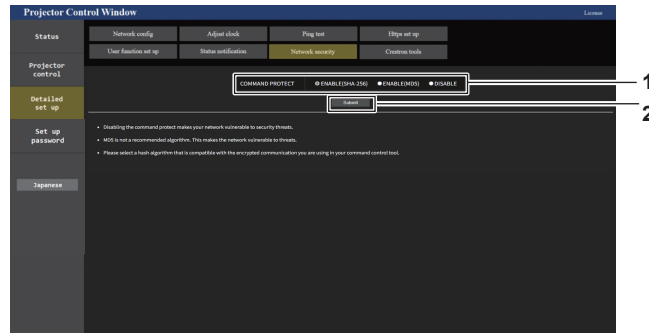 Projector Control Window
License
Status
Network config
Adjust clock
Ping test
Https set up
User function set up
Status notification
Network security
Crestron tools
Projector
control
COMMAND PROTECT
ENABLE(SHA-256)
ENABLE(MD5)
DISABLE
1
Submit
2
Detailed
set up
• Disabling the command protect makes your network vulnerable to security threats.
• MD5 is not a recommended algorithm. This makes the network vulnerable to threats.
• Please select a hash algorithm that is compatible with the encrypted communication you are using in your command control tool.
Set up
password
Japanese